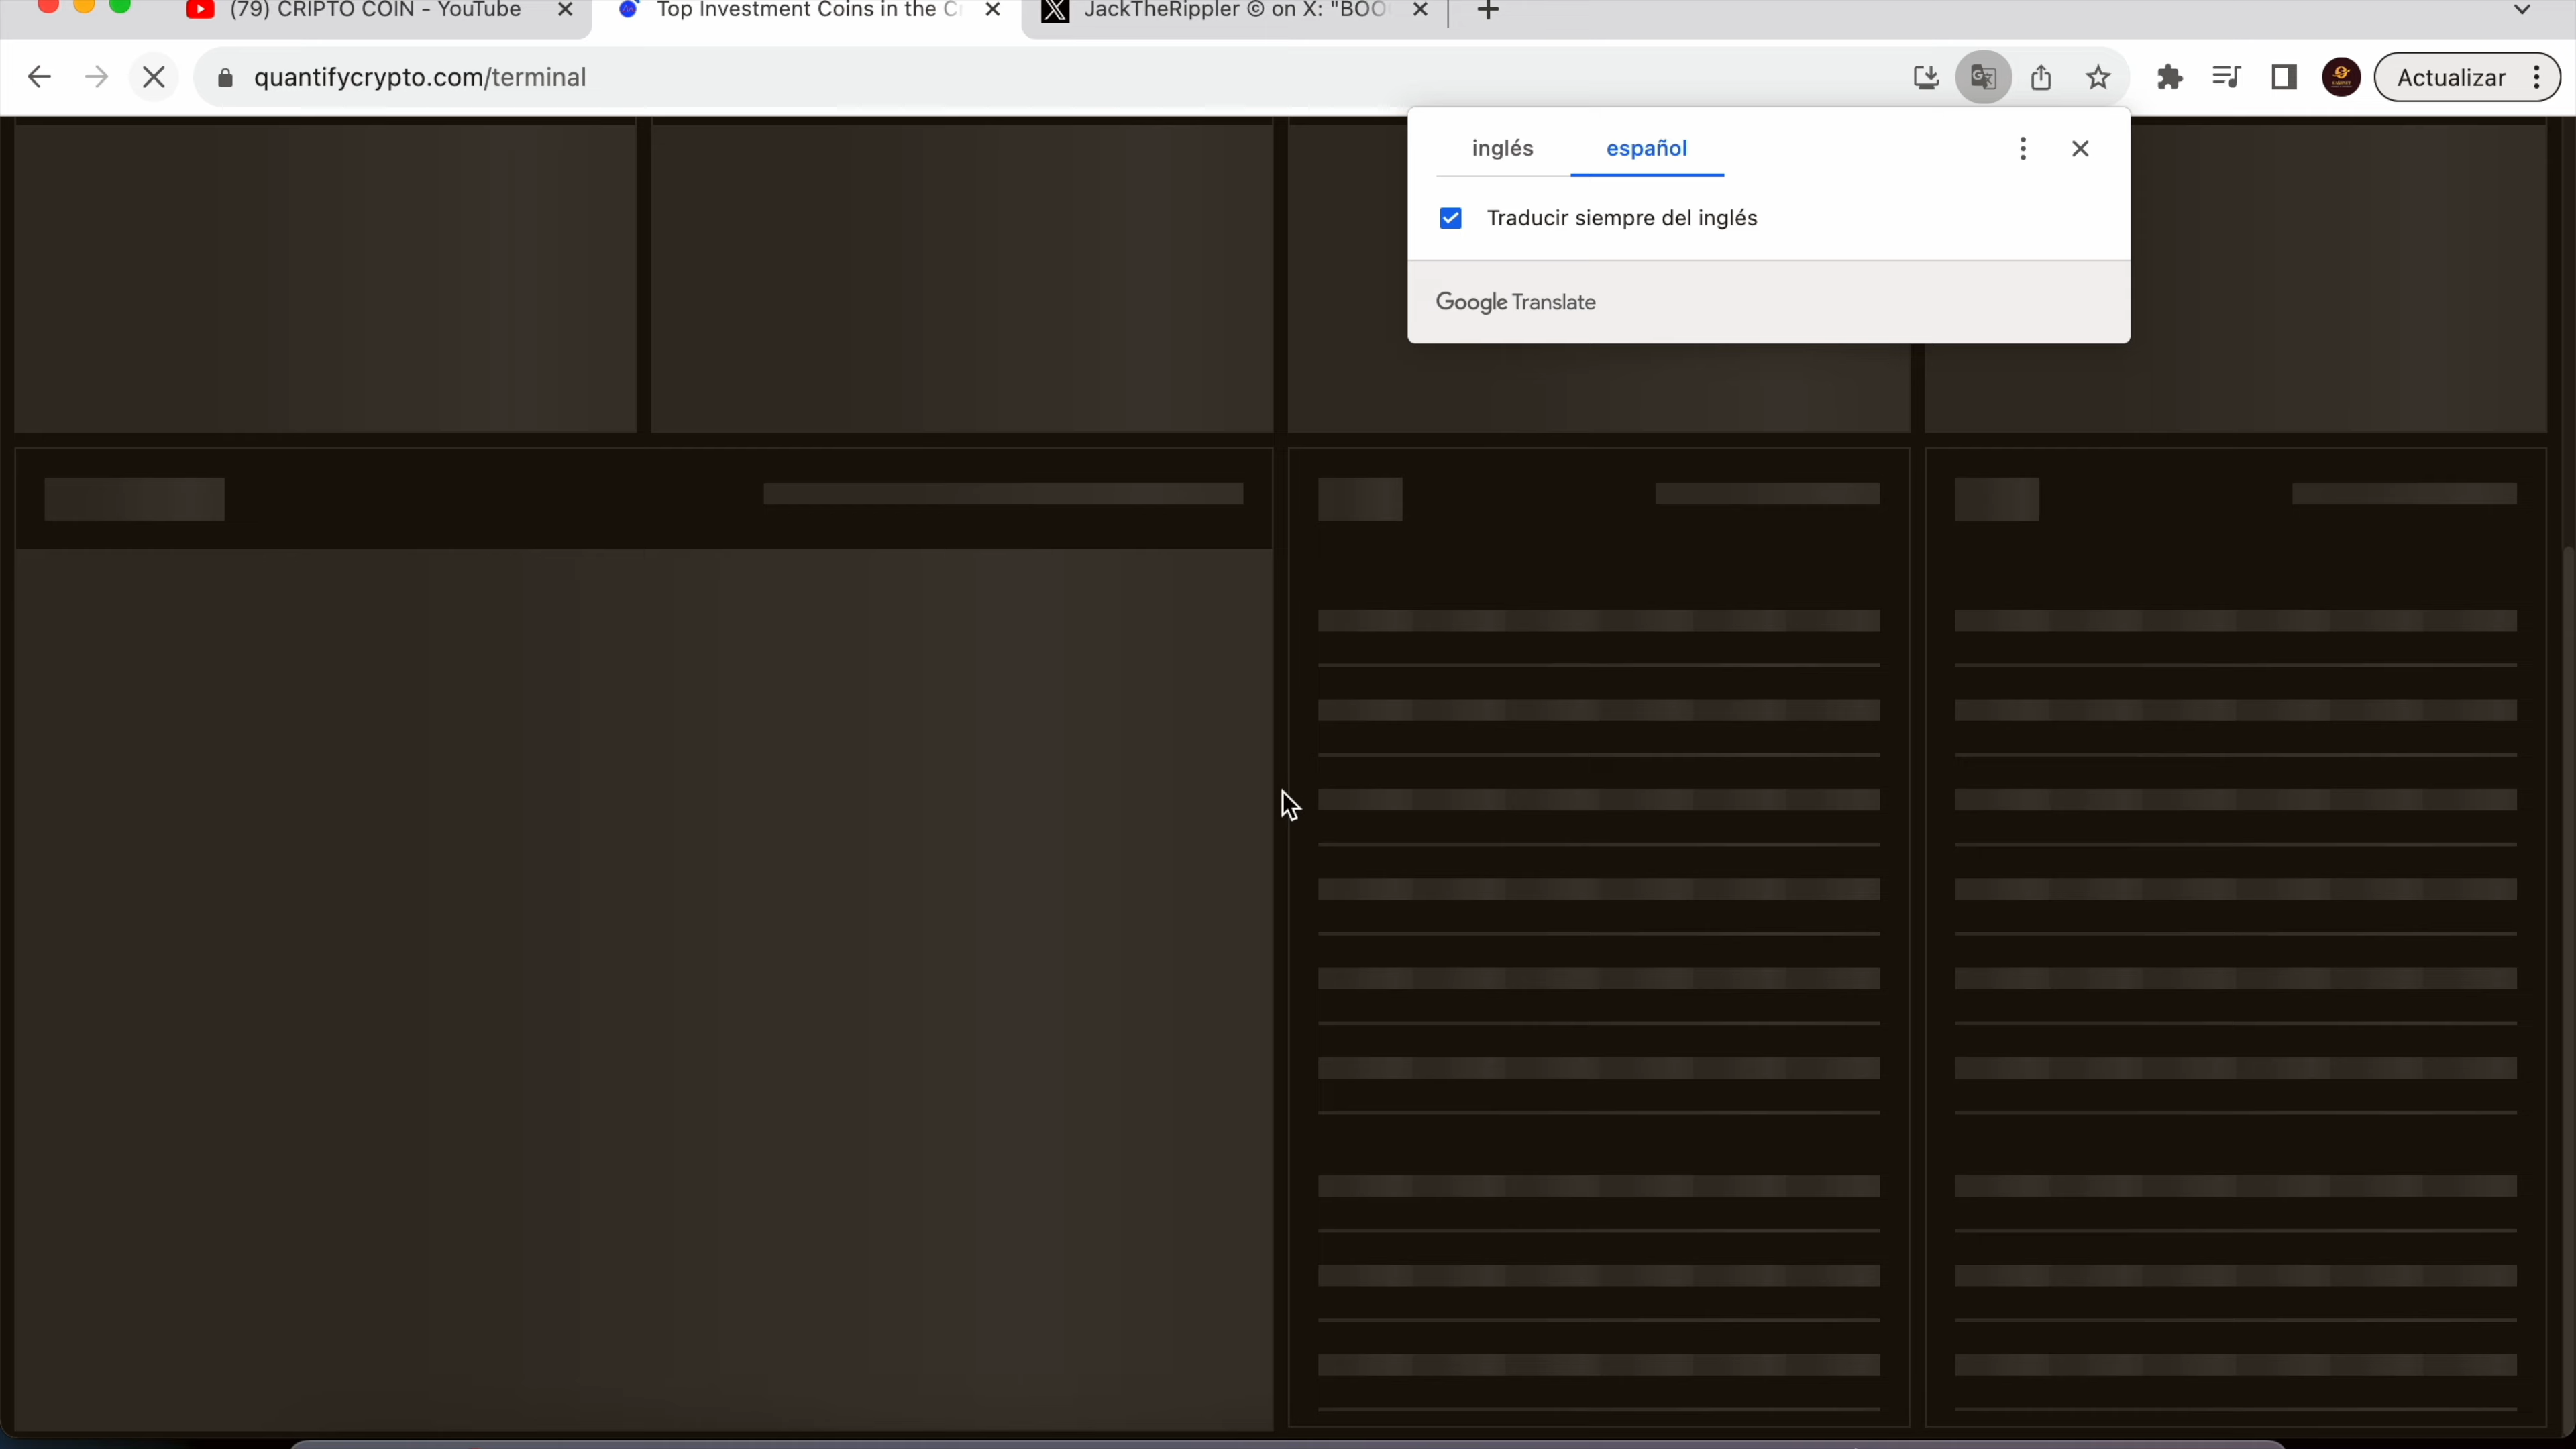 (79) CRIPTO COIN - YouTube
Top Investment Coins in the
JackTheRippler © on X: "BOO
quantifycrypto.com/terminal
Actualizar
inglés
español
Traducir siempre del inglés
Google Translate